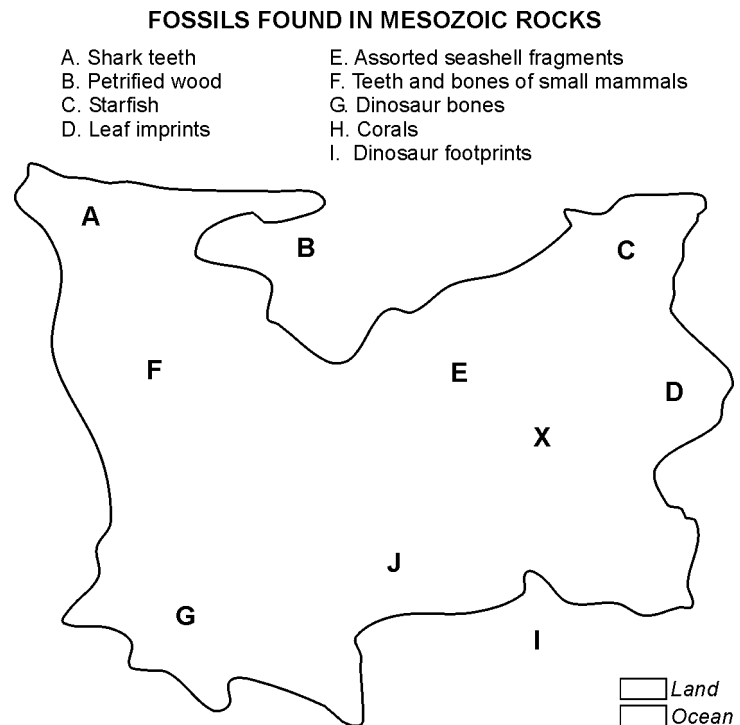 FOSSILS FOUND IN MESOZOIC ROCKS
A. Shark teeth
B. Petrified wood
C. Starfish
D. Leaf imprints
E. Assorted seashell fragments
F. Teeth and bones of small mammals
G. Dinosaur bones
H. Corals
I. Dinosaur footprints
A
B
C
F
E
D
X
J
G
I
Land
Ocean